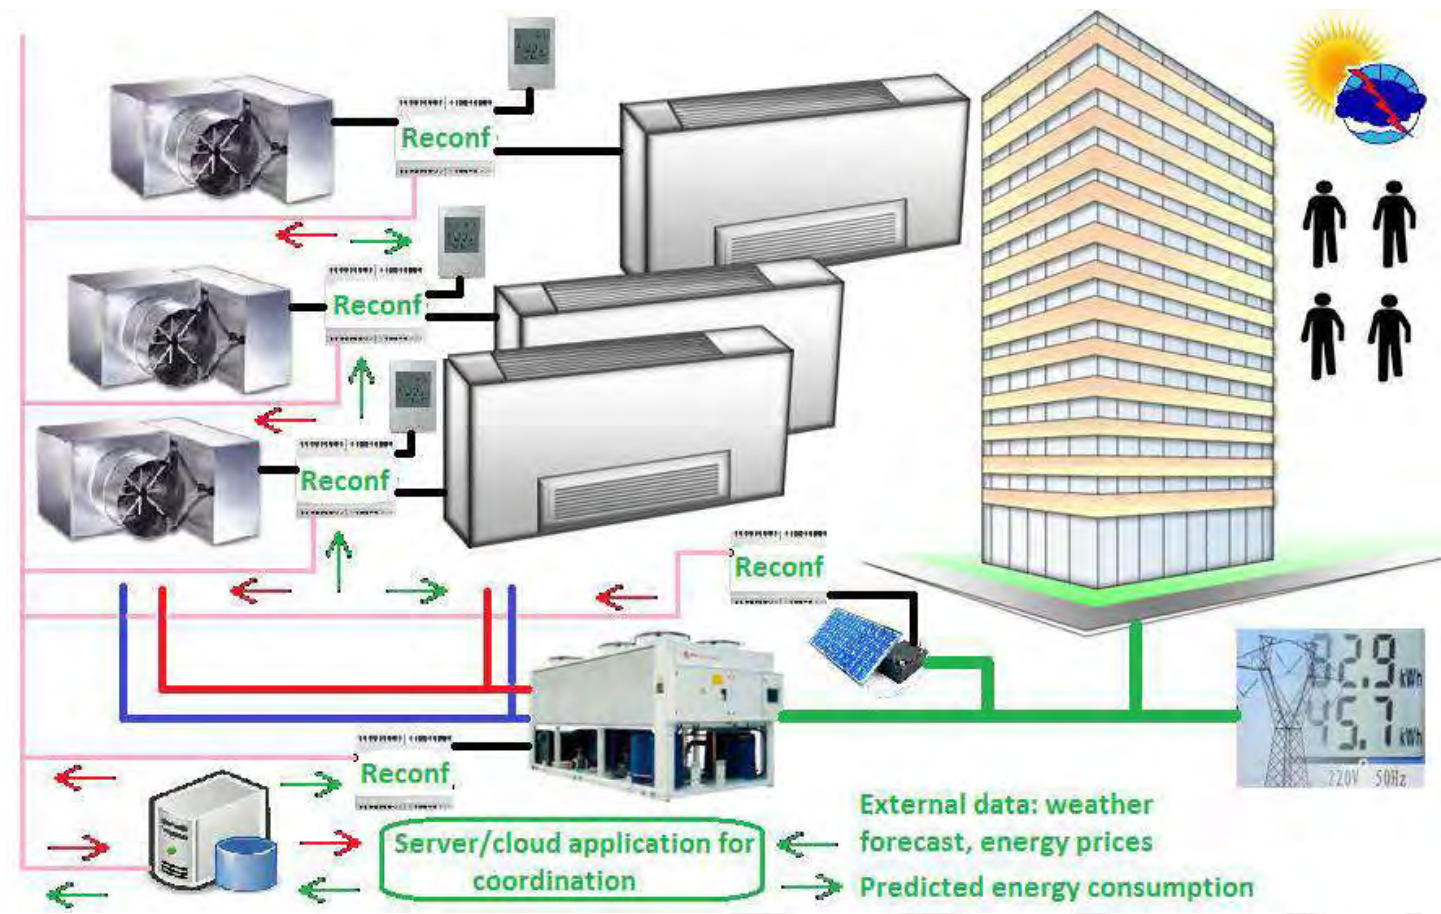 Reconf
Reconf
Reconf
Reconf
82.9 kWh
45.7 kWh
220V 50Hz
Reconf
External data: weather
forecast, energy prices
Server/cloud application for
coordination
Predicted energy consumption